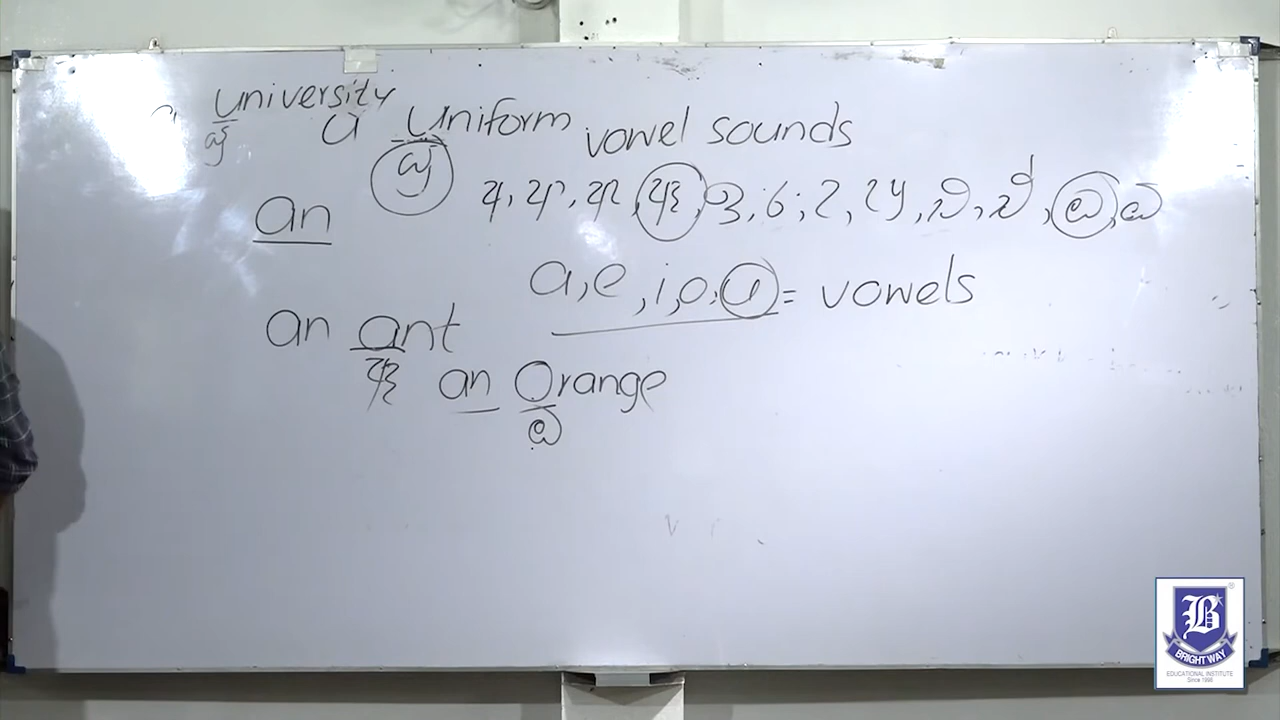 a university
යු
a Uniform
යු
vowel sounds
an
අ, අා, ඇ, ඈ, ඉ, ඊ, උ, ඌ, එ, ඒ, ඔ, ඕ
a, e, i, o, u = vowels
an ant
ඈ
an Orange
ඔ
B
BRIGHT WAY
EDUCATIONAL INSTITUTE
Since 1998